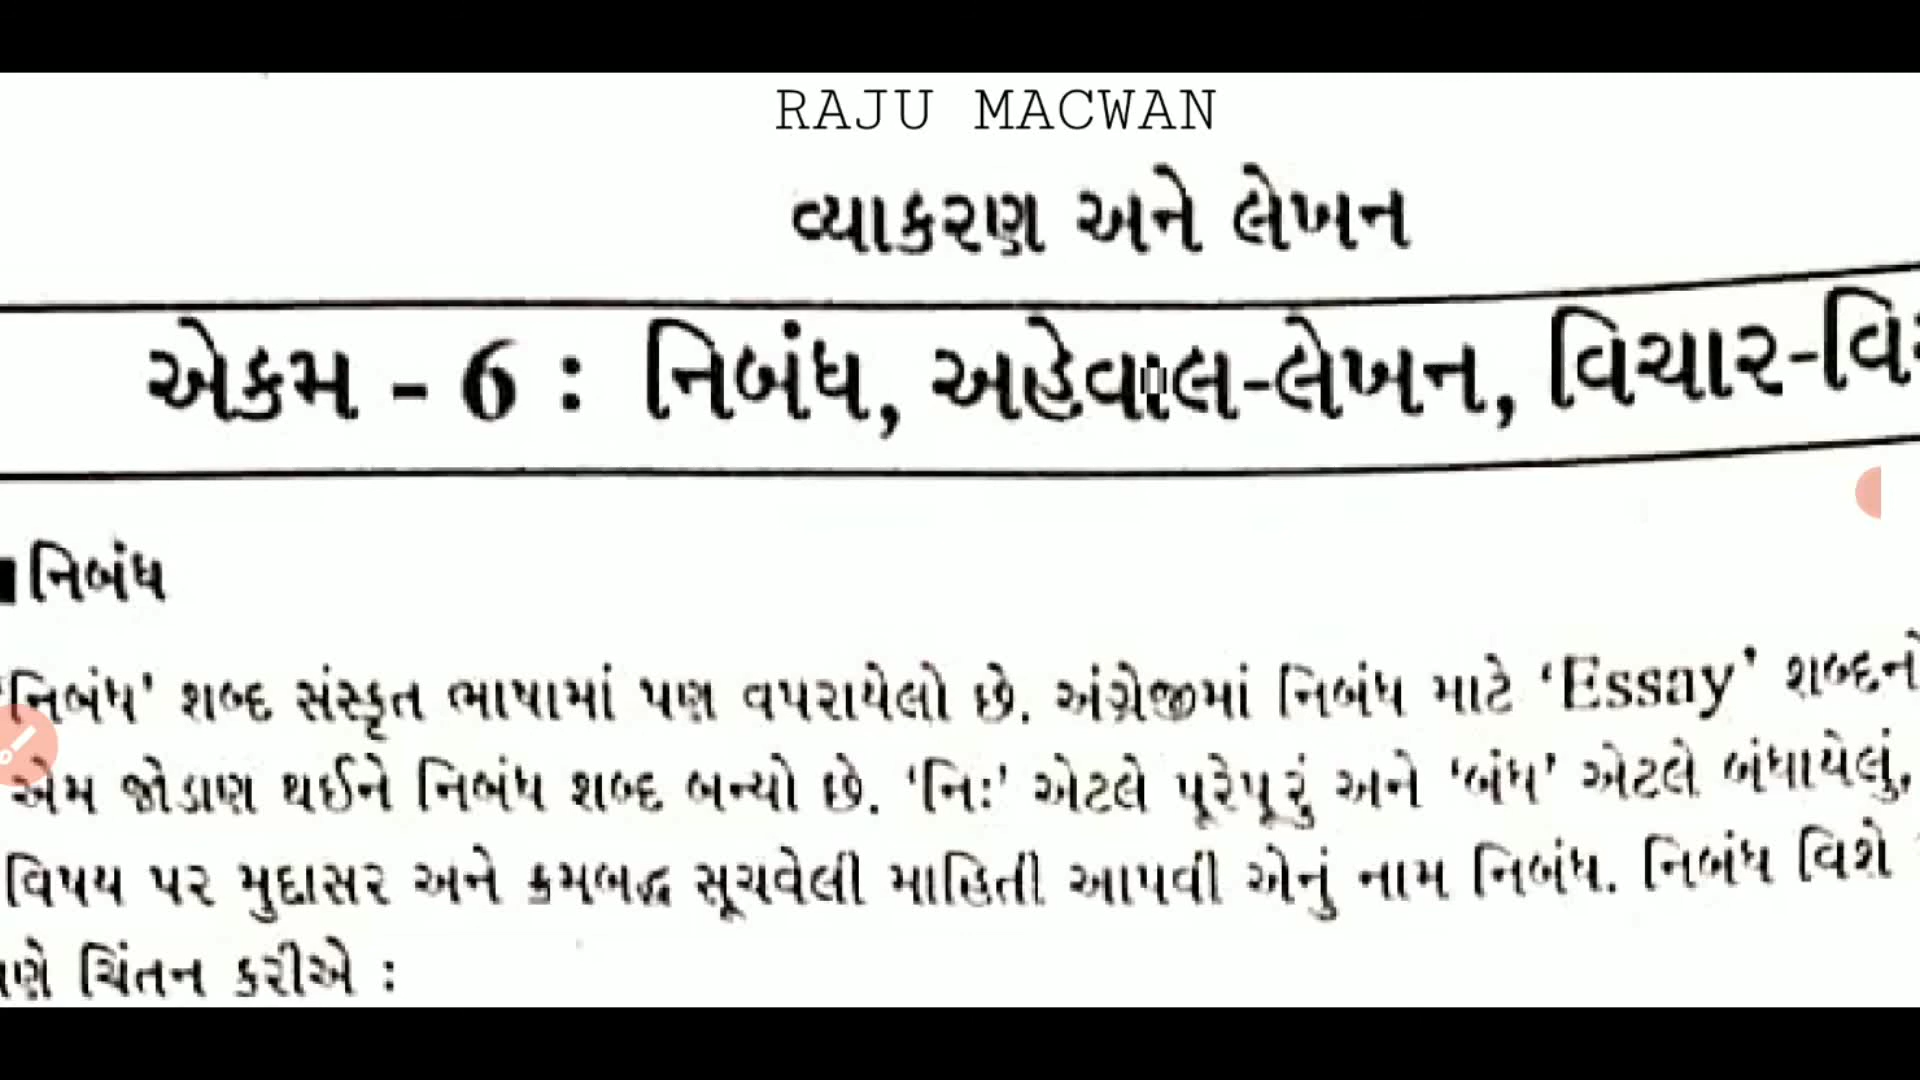 RAJU MACWAN
વ્યાકરણ અને લેખન
એકમ - 6 : નિબંધ, અહેવાલ-લેખન, વિચાર-
■ નિબંધ
'નિબંધ' શબ્દ સંસ્કૃત ભાષામાં પણ વપરાયેલો છે. અંગ્રેજીમાં નિબંધ માટે 'Essay' શબ્દનો
એમ જોડાણ થઈને નિબંધ શબ્દ બન્યો છે. 'નિઃ' એટલે પૂરેપૂરું અને 'બંધ' એટલે બંધાયેલું,
વિષય પર મુદ્દાસર અને ક્રમબદ્ધ સૂચવેલી માહિતી આપવી એનું નામ નિબંધ. નિબંધ વિશે
ચિંતન કરીએ :